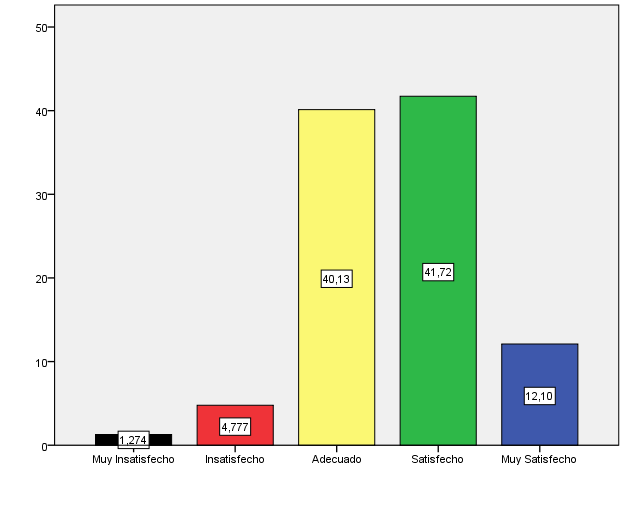 50
40
30
20
10
0
1,274
4,777
40,13
41,72
12,10
Muy Insatisfecho
Insatisfecho
Adecuado
Satisfecho
Muy Satisfecho